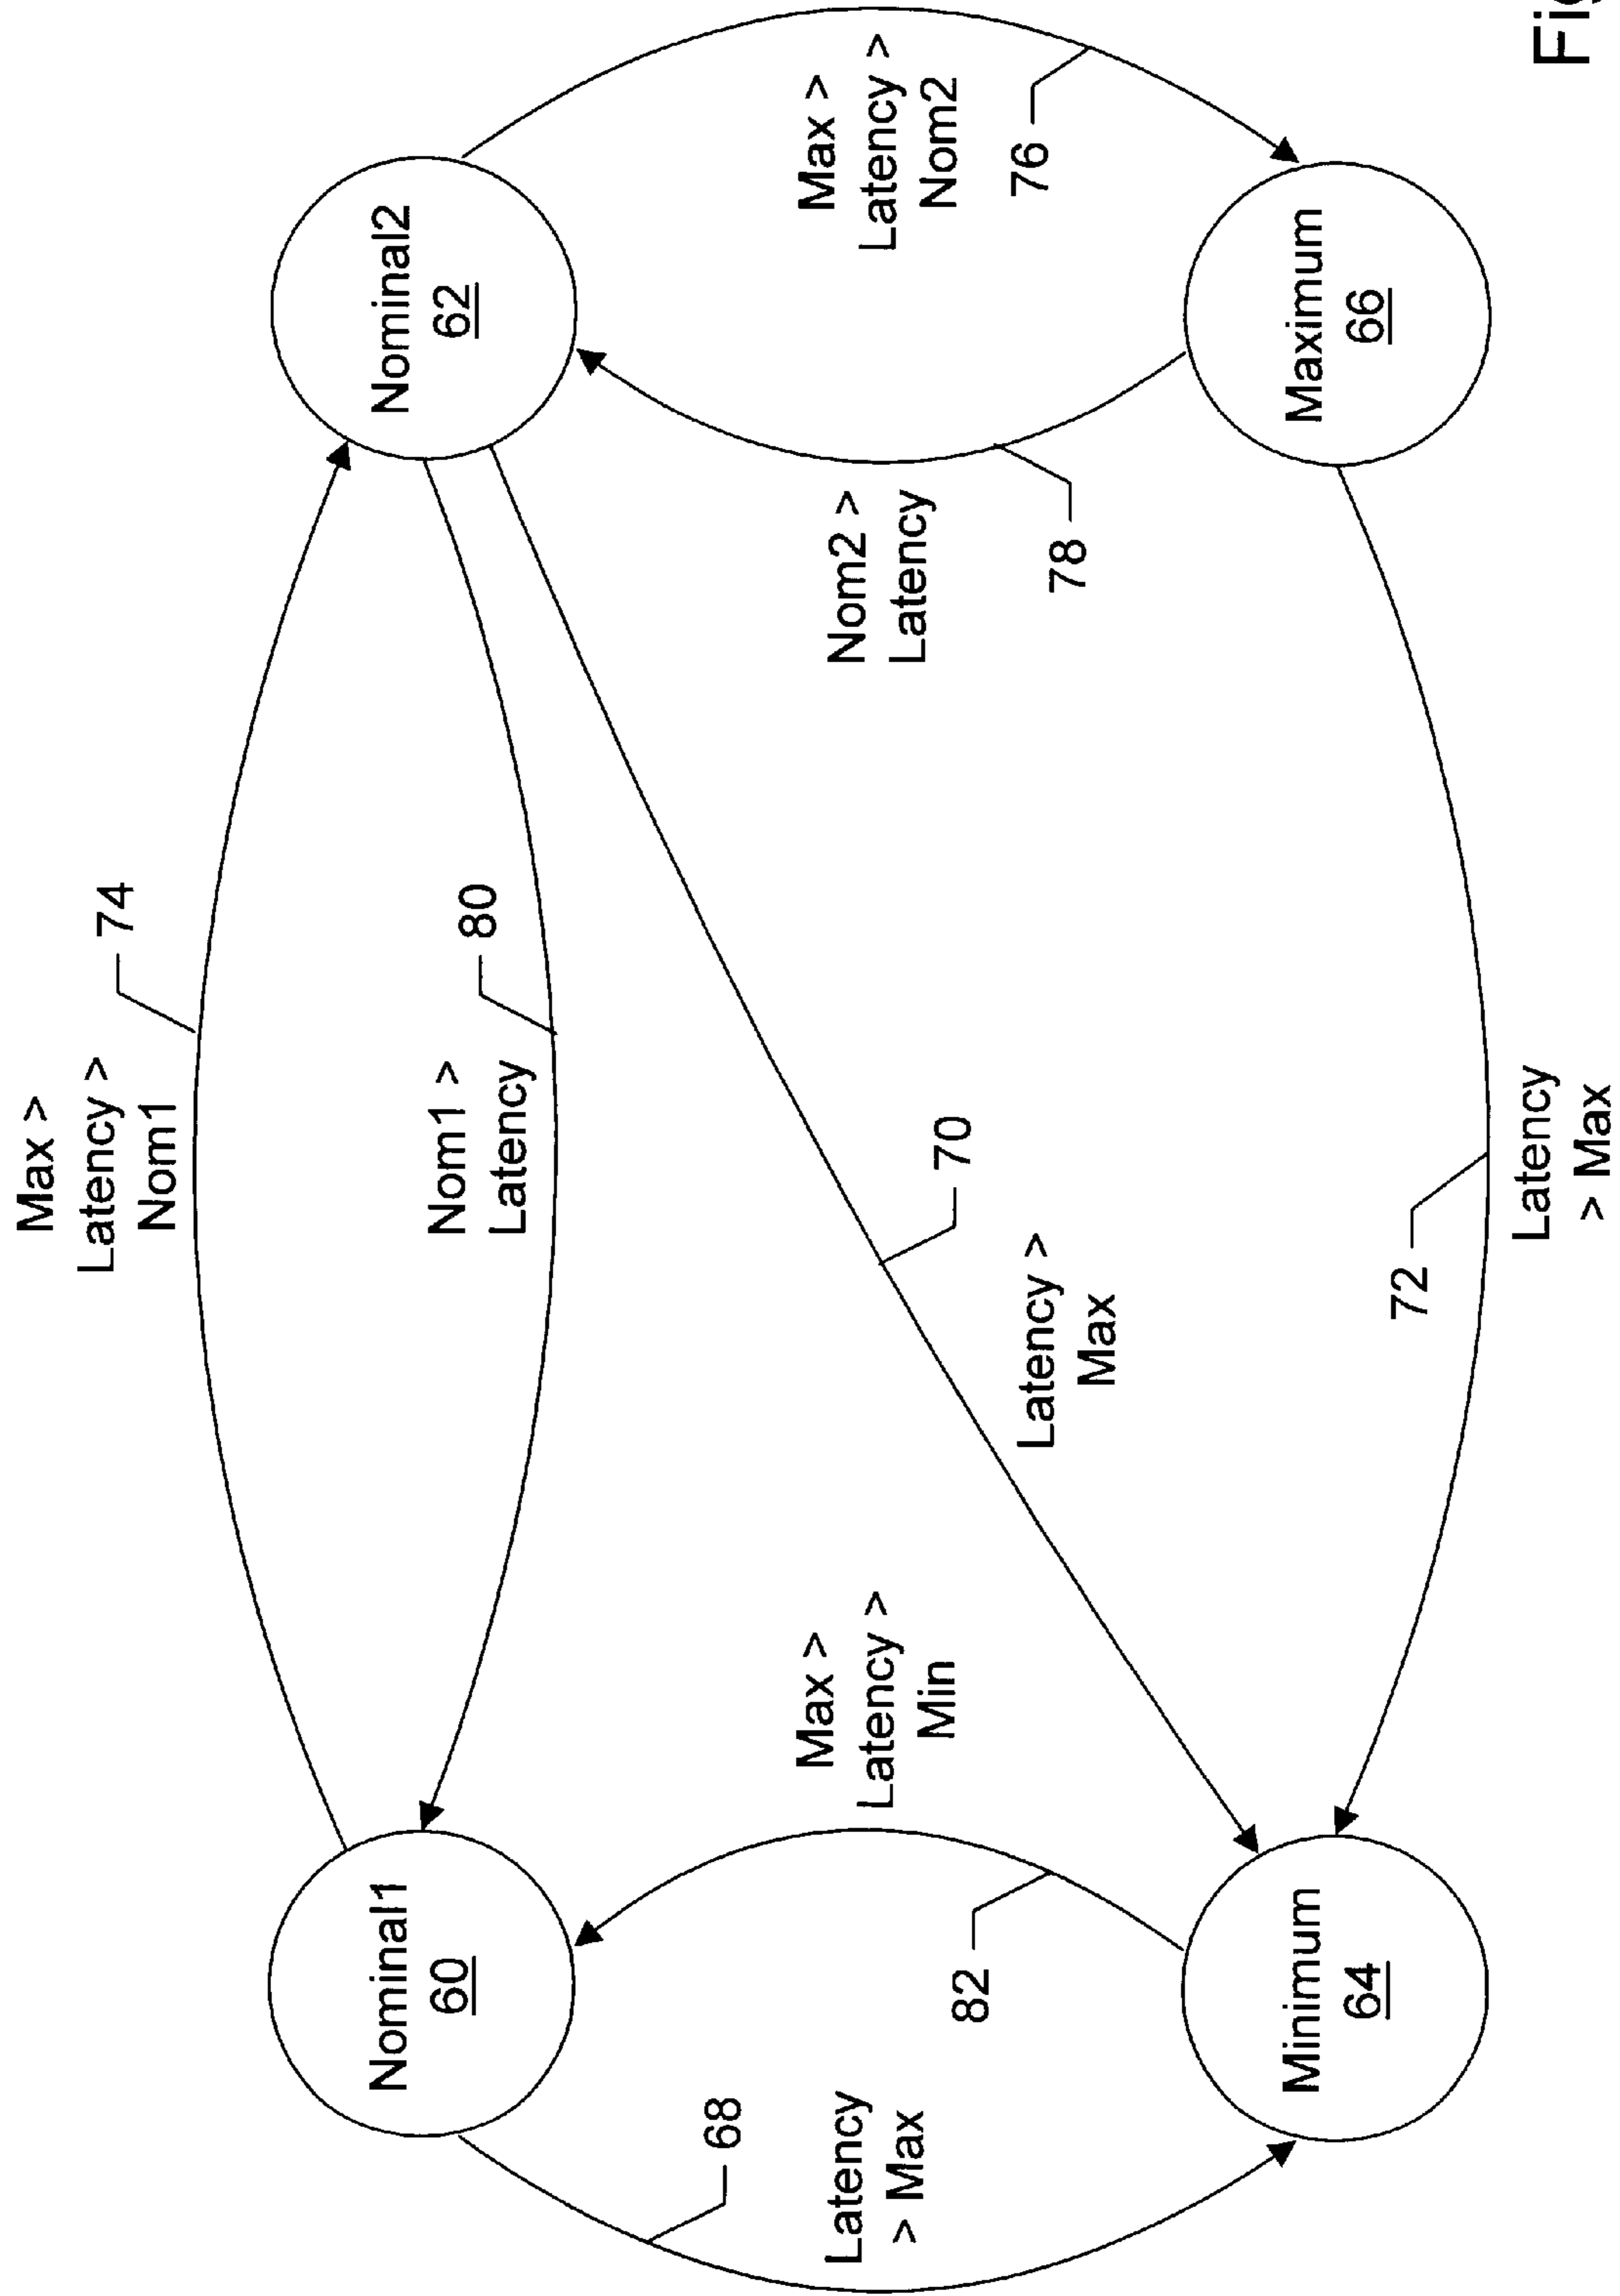 Max >
Latency >
Nom1
74
Nominal1
60
Nom1 >
Latency
80
Nominal2
62
68
Latency
> Max
82
Max >
Latency >
Min
Latency >
Max
70
Nom2 >
Latency
78
Max >
Latency >
Nom2
76
Minimum
64
72
Latency
> Max
Maximum
66